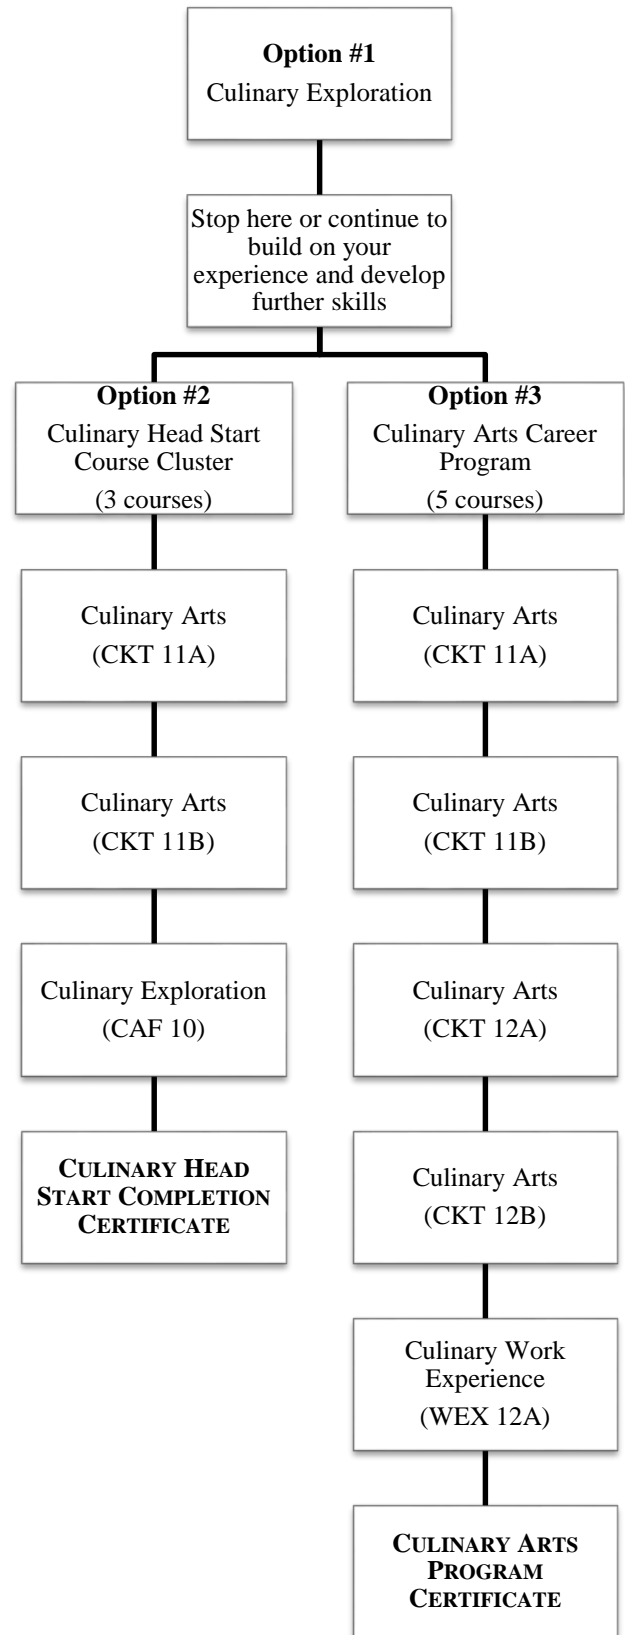 Option #1
Culinary Exploration
Stop here or continue to
build on your
experience and develop
further skills
Option #2
Culinary Head Start
Course Cluster
(3 courses)
Culinary Arts
(CKT 11A)
Culinary Arts
(CKT 11B)
Culinary Exploration
(CAF 10)
CULINARY HEAD
START COMPLETION
CERTIFICATE
Option #3
Culinary Arts Career
Program
(5 courses)
Culinary Arts
(CKT 11A)
Culinary Arts
(CKT 11B)
Culinary Arts
(CKT 12A)
Culinary Arts
(CKT 12B)
Culinary Work
Experience
(WEX 12A)
CULINARY ARTS
PROGRAM
CERTIFICATE